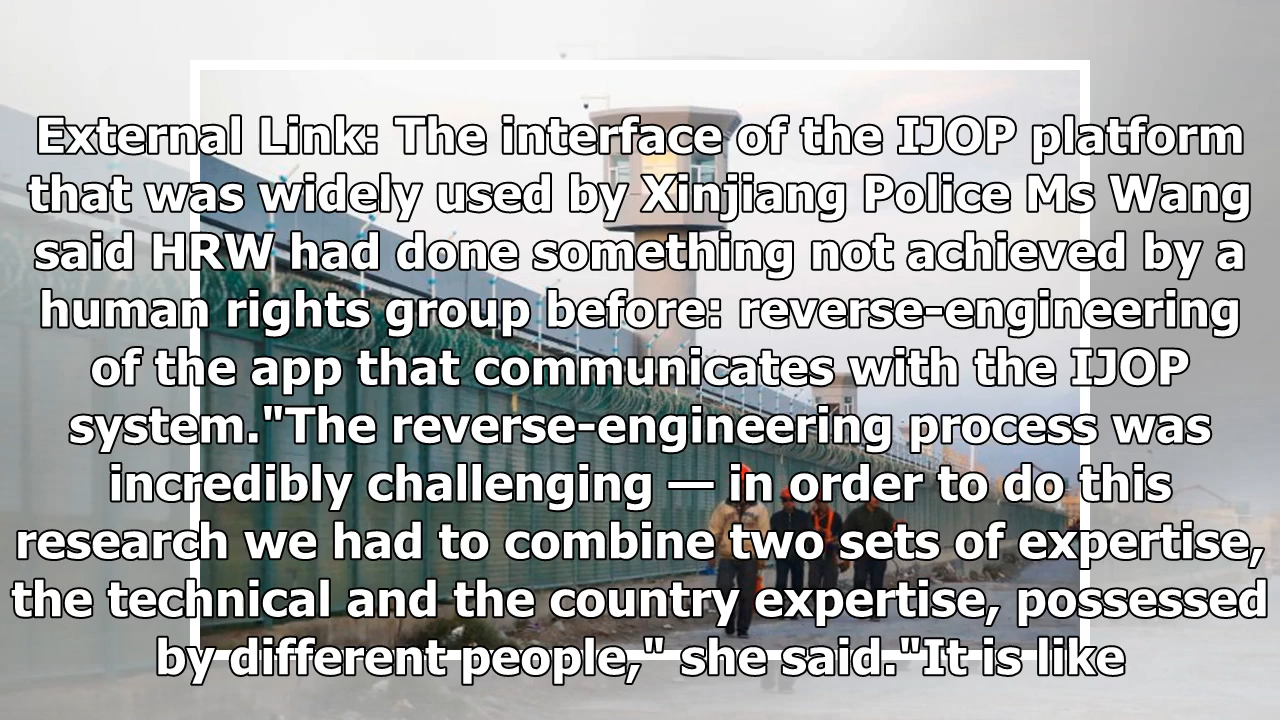 External Link: The interface of the IJOP platform
that was widely used by Xinjiang Police Ms Wang
said HRW had done something not achieved by a
human rights group before: reverse-engineering
of the app that communicates with the IJOP
system."The reverse-engineering process was
incredibly challenging — in order to do this
research we had to combine two sets of expertise,
the technical and the country expertise, possessed
by different people," she said."It is like